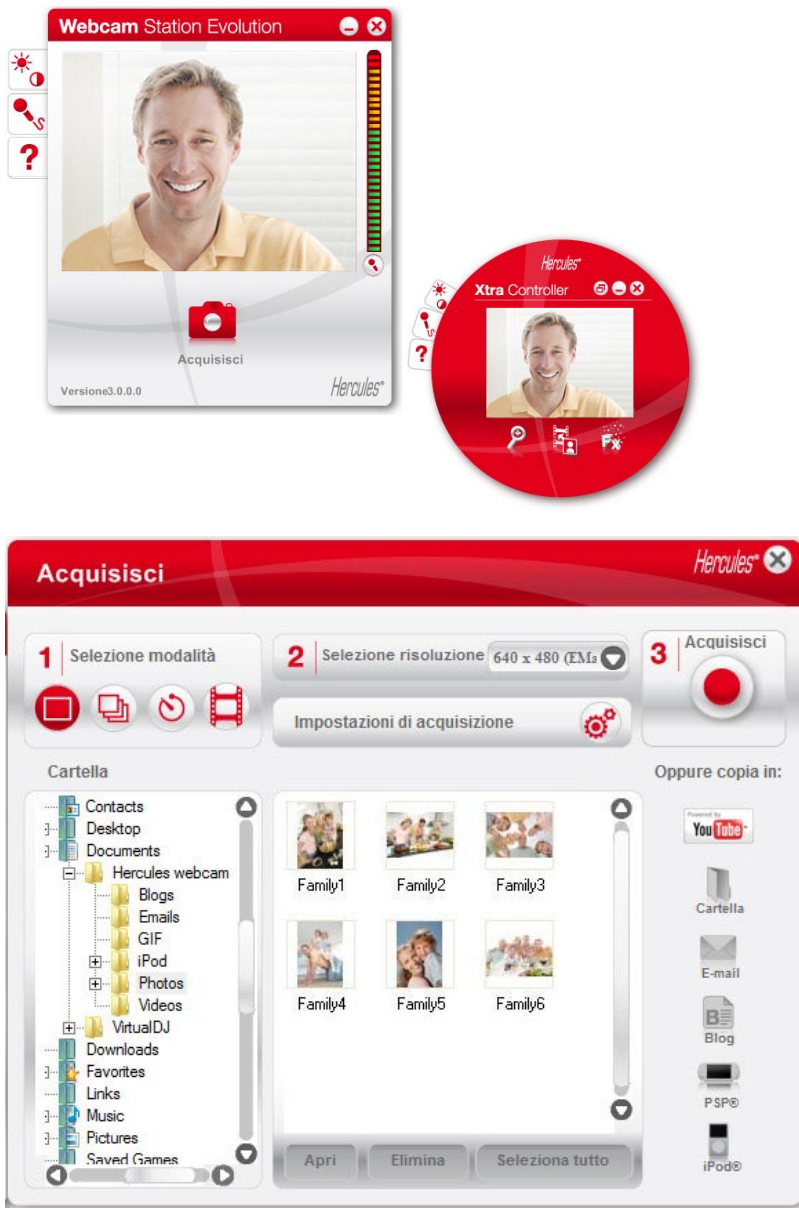 Webcam Station Evolution
?
Acquisisci
Versione3.0.0.0
Hercules®
Hercules®
Xtra Controller
?
Fx
Acquisisci
Hercules®
1 Selezione modalità
2 Selezione risoluzione 640 x 480 (EMa
3 Acquisisci
Impostazioni di acquisizione
Cartella
Oppure copia in:
Contacts
Desktop
Documents
Hercules webcam
Blogs
Emails
GIF
iPod
Photos
Videos
VirtualDJ
Downloads
Favorites
Links
Music
Pictures
Saved Games
Family1
Family2
Family3
Family4
Family5
Family6
Apri
Elimina
Seleziona tutto
Powered by
YouTube
Cartella
E-mail
B
Blog
PSP®
iPod®